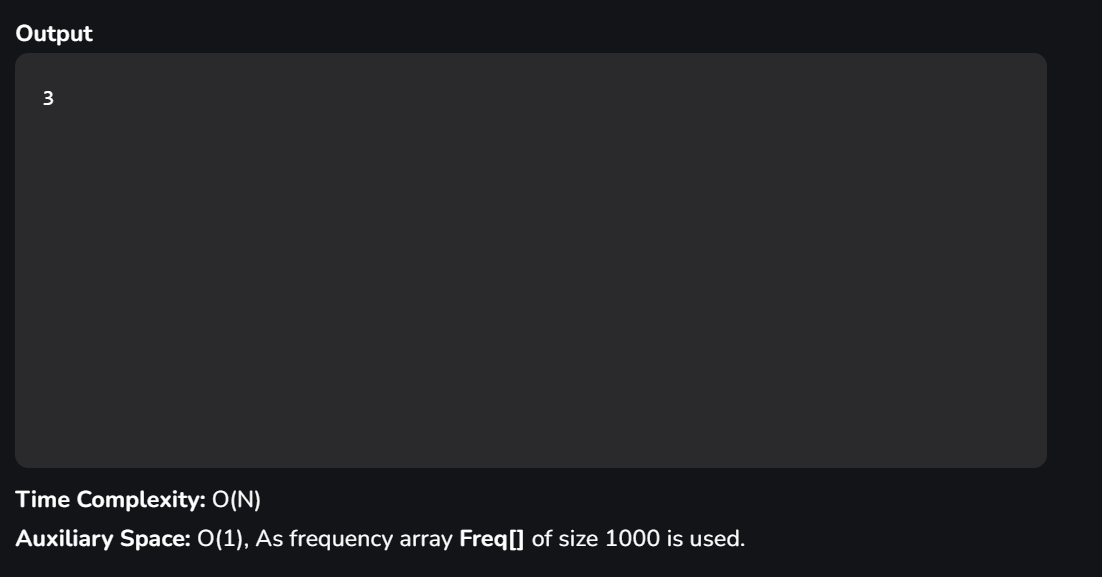 Output
3
Time Complexity: O(N)
Auxiliary Space: O(1), As frequency array Freq[] of size 1000 is used.